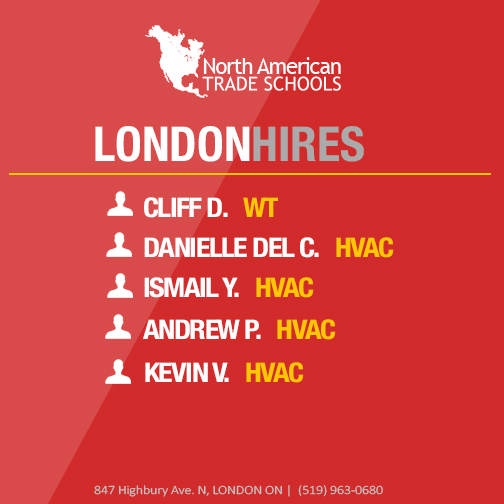 North American
TRADE SCHOOLS
LONDONHIRES
CLIFF D. WT
DANIELLE DEL C. HVAC
ISMAIL Y. HVAC
ANDREW P. HVAC
KEVIN V. HVAC
847 Highbury Ave. N, LONDON ON | (519) 963-0680